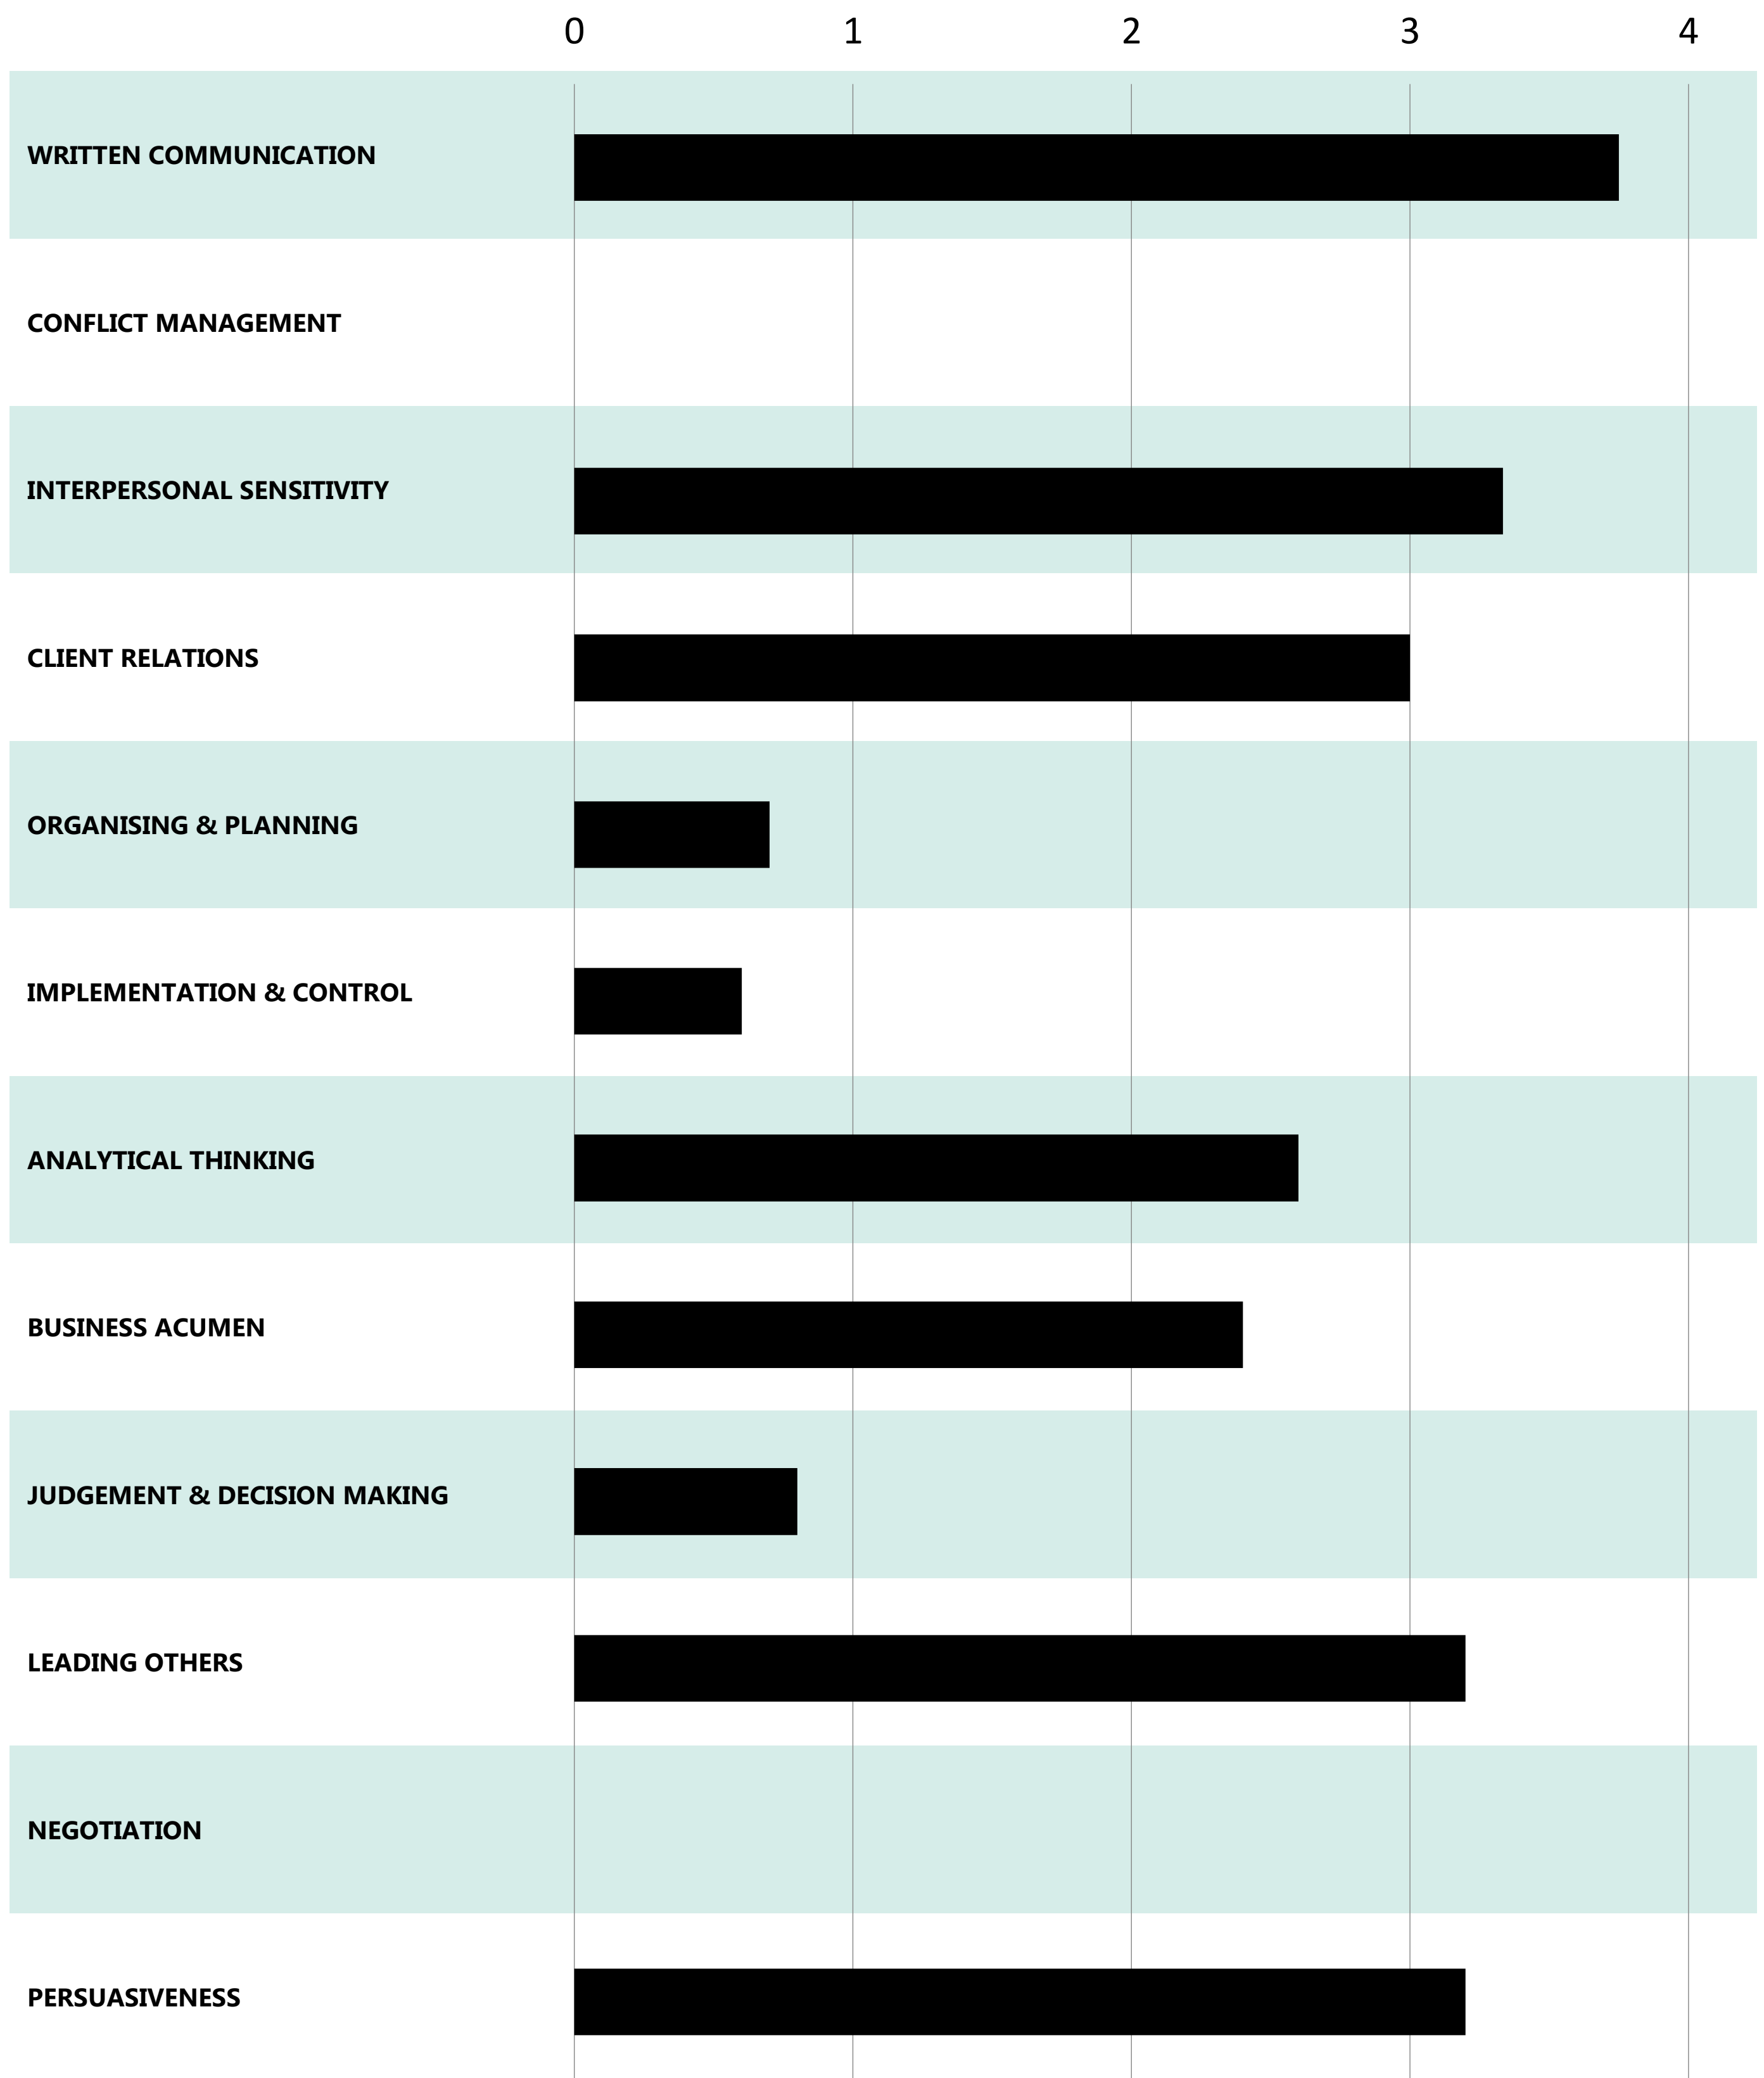 0 1 2 3 4
WRITTEN COMMUNICATION
CONFLICT MANAGEMENT
INTERPERSONAL SENSITIVITY
CLIENT RELATIONS
ORGANISING & PLANNING
IMPLEMENTATION & CONTROL
ANALYTICAL THINKING
BUSINESS ACUMEN
JUDGEMENT & DECISION MAKING
LEADING OTHERS
NEGOTIATION
PERSUASIVENESS